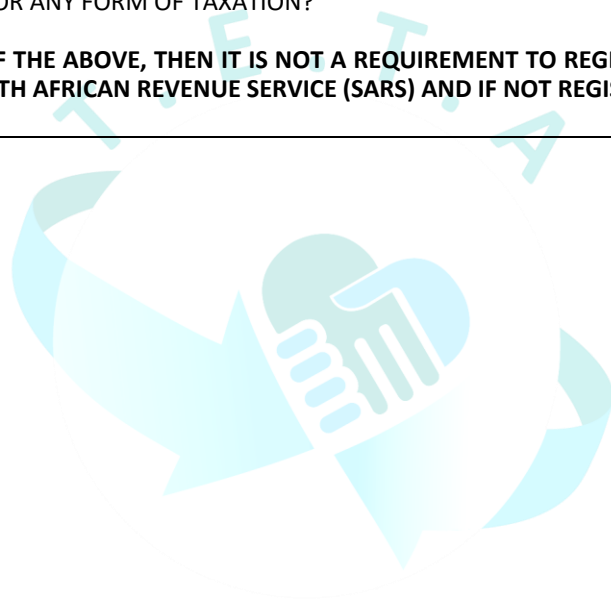 OR ANY FORM OF TAXATION?
F THE ABOVE, THEN IT IS NOT A REQUIREMENT TO REGI
TH AFRICAN REVENUE SERVICE (SARS) AND IF NOT REGIS
T.E.T.A